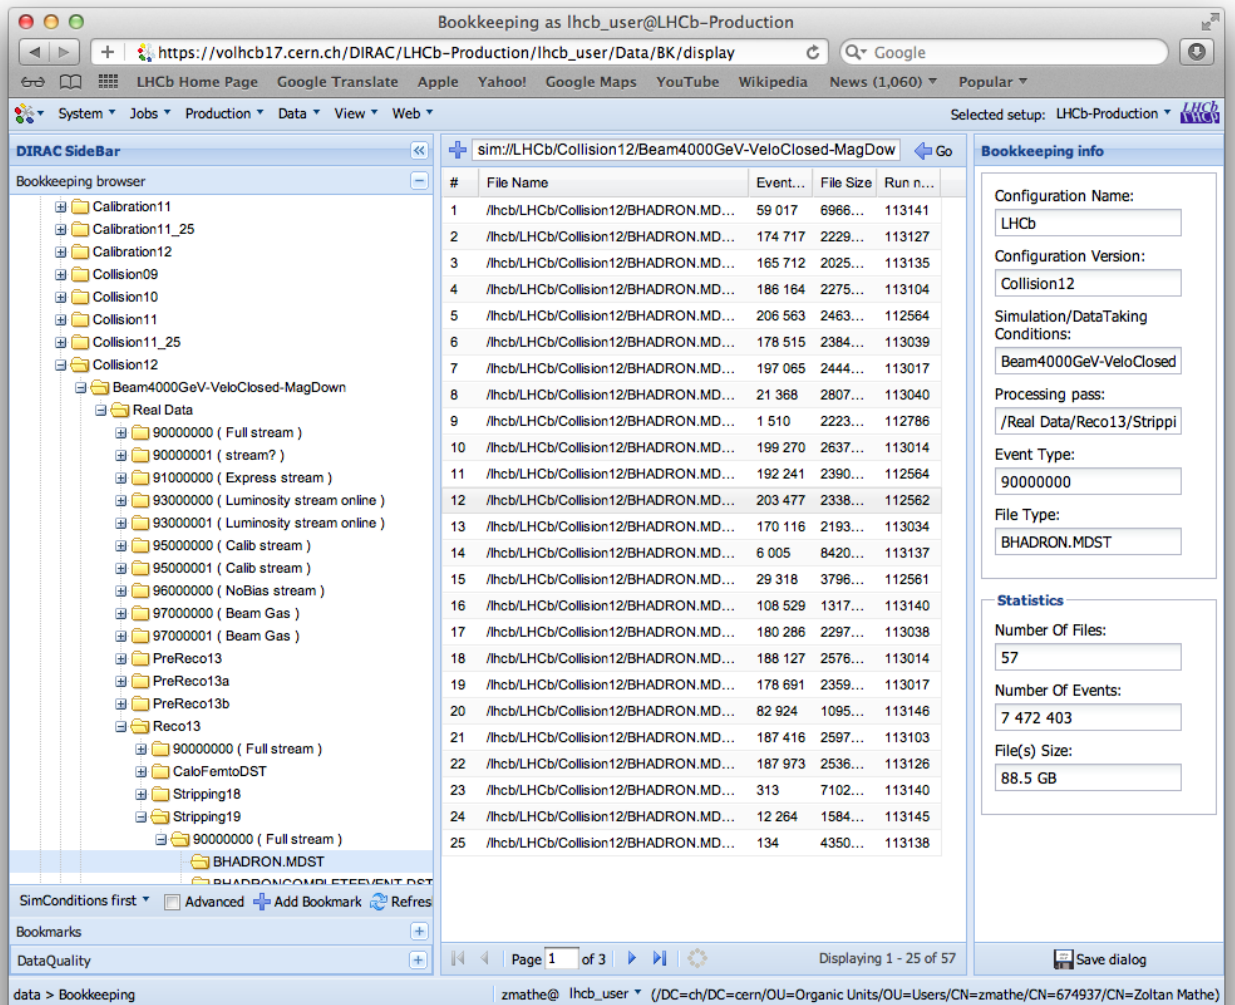 Bookkeeping as lhcb_user@LHCb-Production
https://volhcb17.cern.ch/DIRAC/LHCb-Production/lhcb_user/Data/BK/display
Google
LHCb Home Page Google Translate Apple Yahoo! Google Maps YouTube Wikipedia News (1,060) Popular
System Jobs Production Data View Web
Selected setup: LHCb-Production
LHCb
DIRAC SideBar
Bookkeeping browser
Calibration11
Calibration11_25
Calibration12
Collision09
Collision10
Collision11
Collision11_25
Collision12
Beam4000GeV-VeloClosed-MagDown
Real Data
90000000 ( Full stream )
90000001 ( stream? )
91000000 ( Express stream )
93000000 ( Luminosity stream online )
93000001 ( Luminosity stream online )
95000000 ( Calib stream )
95000001 ( Calib stream )
96000000 ( NoBias stream )
97000000 ( Beam Gas )
97000001 ( Beam Gas )
PreReco13
PreReco13a
PreReco13b
Reco13
90000000 ( Full stream )
CaloFemtoDST
Stripping18
Stripping19
90000000 ( Full stream )
BHADRON.MDST
BHADRONCOMPLETEEVENT.DST
SimConditions first Advanced Add Bookmark Refres
Bookmarks
DataQuality
sim://LHCb/Collision12/Beam4000GeV-VeloClosed-MagDow Go
# File Name Event... File Size Run n...
1 /lhcb/LHCb/Collision12/BHADRON.MD... 59 017 6966... 113141
2 /lhcb/LHCb/Collision12/BHADRON.MD... 174 717 2229... 113127
3 /lhcb/LHCb/Collision12/BHADRON.MD... 165 712 2025... 113135
4 /lhcb/LHCb/Collision12/BHADRON.MD... 186 164 2275... 113104
5 /lhcb/LHCb/Collision12/BHADRON.MD... 206 563 2463... 112564
6 /lhcb/LHCb/Collision12/BHADRON.MD... 178 515 2384... 113039
7 /lhcb/LHCb/Collision12/BHADRON.MD... 197 065 2444... 113017
8 /lhcb/LHCb/Collision12/BHADRON.MD... 21 368 2807... 113040
9 /lhcb/LHCb/Collision12/BHADRON.MD... 1 510 2223... 112786
10 /lhcb/LHCb/Collision12/BHADRON.MD... 199 270 2637... 113014
11 /lhcb/LHCb/Collision12/BHADRON.MD... 192 241 2390... 112564
12 /lhcb/LHCb/Collision12/BHADRON.MD... 203 477 2338... 112562
13 /lhcb/LHCb/Collision12/BHADRON.MD... 170 116 2193... 113034
14 /lhcb/LHCb/Collision12/BHADRON.MD... 6 005 8420... 113137
15 /lhcb/LHCb/Collision12/BHADRON.MD... 29 318 3796... 112561
16 /lhcb/LHCb/Collision12/BHADRON.MD... 108 529 1317... 113140
17 /lhcb/LHCb/Collision12/BHADRON.MD... 180 286 2297... 113038
18 /lhcb/LHCb/Collision12/BHADRON.MD... 188 127 2576... 113014
19 /lhcb/LHCb/Collision12/BHADRON.MD... 178 691 2359... 113017
20 /lhcb/LHCb/Collision12/BHADRON.MD... 82 924 1095... 113146
21 /lhcb/LHCb/Collision12/BHADRON.MD... 187 416 2597... 113103
22 /lhcb/LHCb/Collision12/BHADRON.MD... 187 973 2536... 113126
23 /lhcb/LHCb/Collision12/BHADRON.MD... 313 7102... 113140
24 /lhcb/LHCb/Collision12/BHADRON.MD... 12 264 1584... 113145
25 /lhcb/LHCb/Collision12/BHADRON.MD... 134 4350... 113138
Page 1 of 3 Displaying 1 - 25 of 57
Bookkeeping info
Configuration Name:
LHCb
Configuration Version:
Collision12
Simulation/DataTaking
Conditions:
Beam4000GeV-VeloClosed
Processing pass:
/Real Data/Reco13/Strippi
Event Type:
90000000
File Type:
BHADRON.MDST
Statistics
Number Of Files:
57
Number Of Events:
7 472 403
File(s) Size:
88.5 GB
Save dialog
data > Bookkeeping
zmathe@ lhcb_user (/DC=ch/DC=cern/OU=Organic Units/OU=Users/CN=zmathe/CN=674937/CN=Zoltan Mathe)